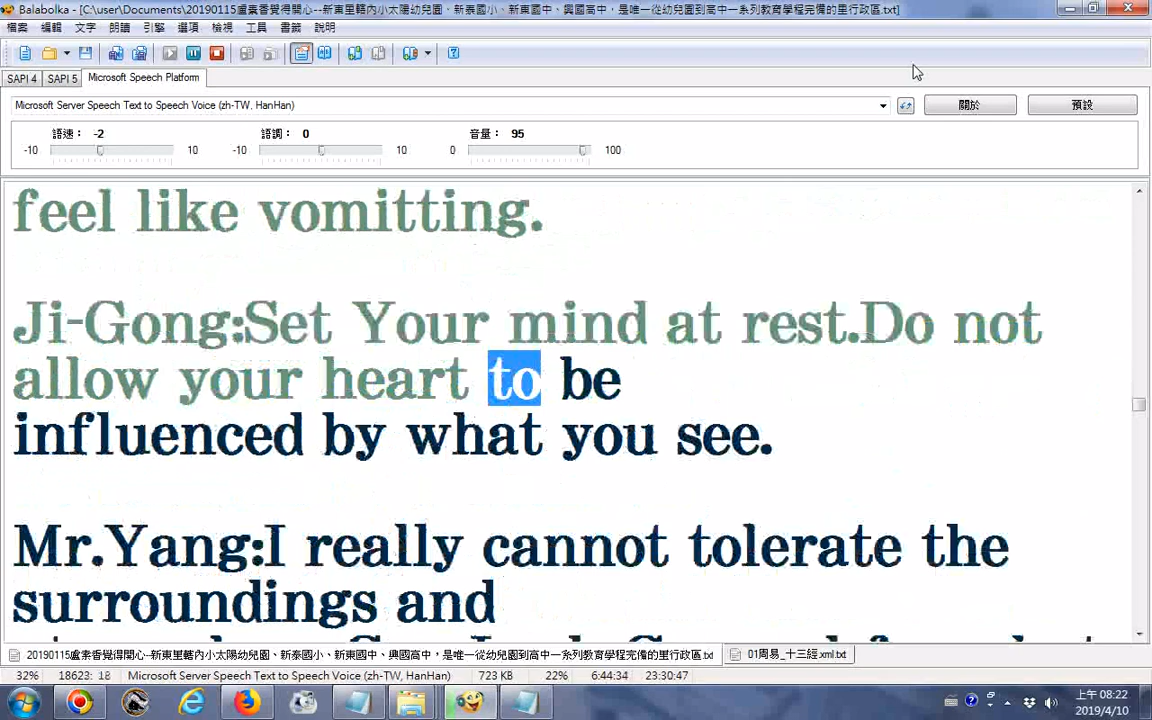 Balabolka - [C:\user\Documents\20190115盧素香覺得開心--新東里轄內小太陽幼兒園、新泰國小、新東國中、興國高中，是唯一從幼兒園到高中一系列教育學程完備的里行政區.txt]
檔案 編輯 文字 朗讀 引擎 選項 檢視 工具 書籤 說明
SAPI 4 SAPI 5 Microsoft Speech Platform
Microsoft Server Speech Text to Speech Voice (zh-TW, HanHan) 關於 預設
語速： -2 語調： 0 音量： 95
-10 10 -10 10 0 100
feel like vomitting.
Ji-Gong:Set Your mind at rest.Do not
allow your heart to be
influenced by what you see.
Mr.Yang:I really cannot tolerate the
surroundings and
20190115盧素香覺得開心--新東里轄內小太陽幼兒園、新泰國小、新東國中、興國高中，是唯一從幼兒園到高中一系列教育學程完備的里行政區.txt 01周易_十三經.xml.txt
32% 18623: 18 Microsoft Server Speech Text to Speech Voice (zh-TW, HanHan) 723 KB 22% 6:44:34 23:30:47
上午 08:22
2019/4/10